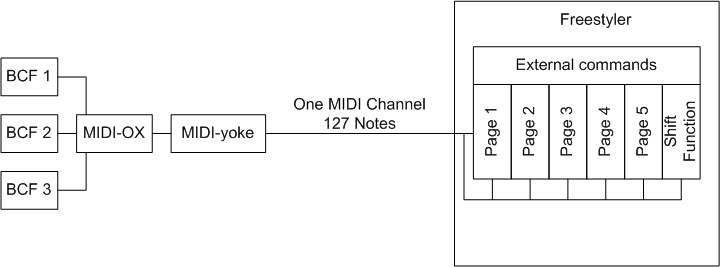 Freestyler
External commands
BCF 1
BCF 2
BCF 3
MIDI-OX
MIDI-yoke
One MIDI Channel
127 Notes
Page 1
Page 2
Page 3
Page 4
Page 5
Shift
Function